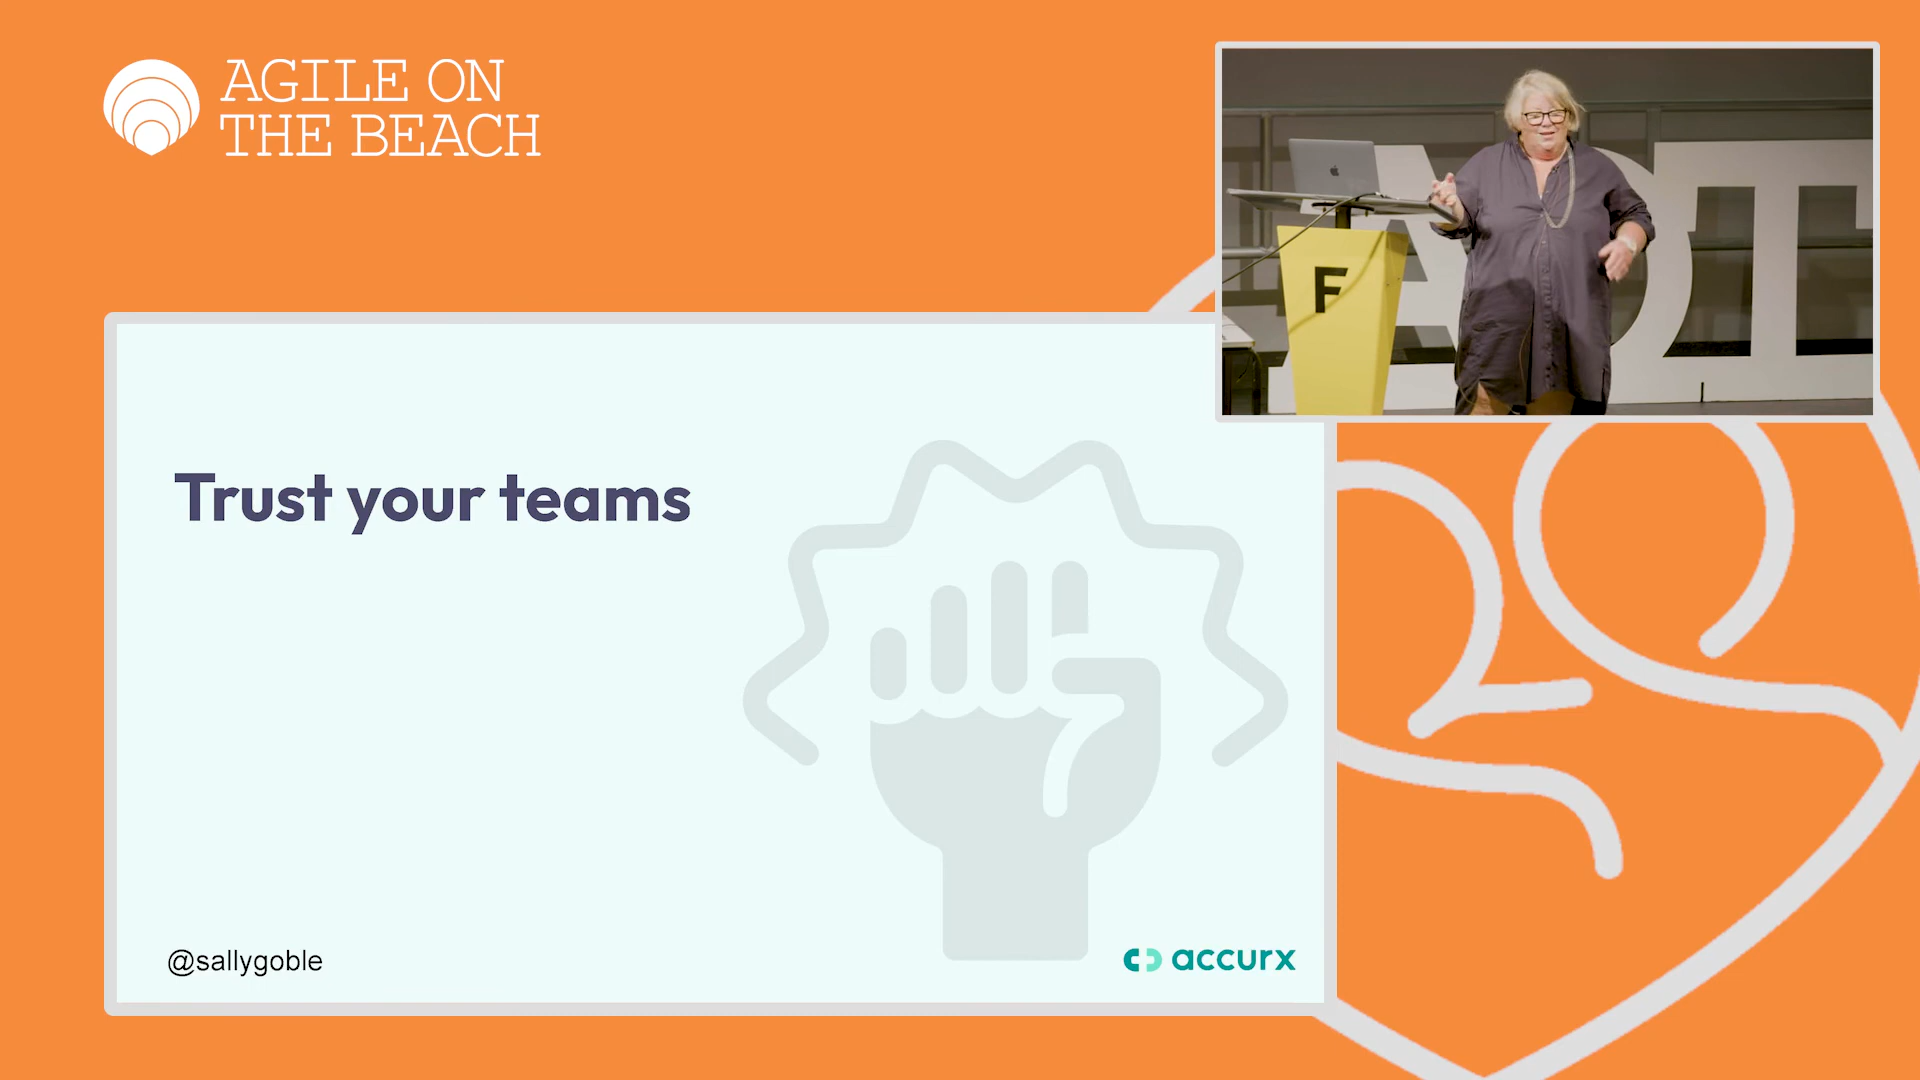 AGILE ON
THE BEACH
F
Trust your teams
@sallygoble
accurx